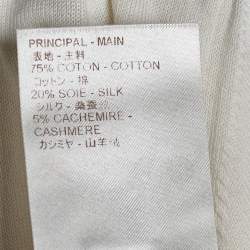 PRINCIPAL - MAIN
表地 - 主料
75% COTON - COTTON
コットン - 棉
20% SOIE - SILK
シルク - 桑蚕丝
5% CACHEMIRE -
CASHMERE
カシミヤ - 山羊绒